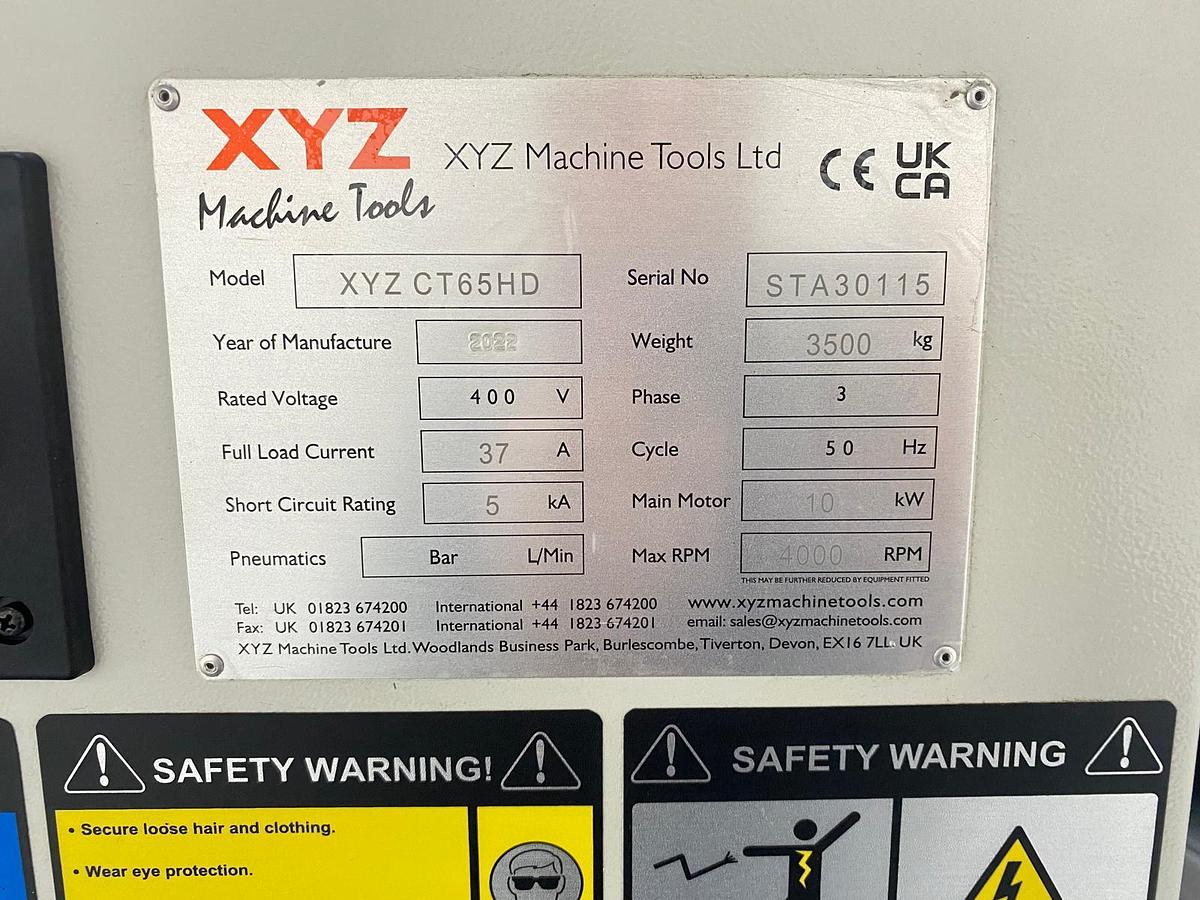 XYZ
Machine Tools
XYZ Machine Tools Ltd
CE
UK
CA
Model XYZ CT65HD Serial No STA30115
Year of Manufacture 2022 Weight 3500 kg
Rated Voltage 400 V Phase 3
Full Load Current 37 A Cycle 50 Hz
Short Circuit Rating 5 kA Main Motor 10 kW
Pneumatics Bar L/Min Max RPM 4000 RPM
THIS MAY BE FURTHER REDUCED BY EQUIPMENT FITTED
Tel: UK 01823 674200 International +44 1823 674200 www.xyzmachinetools.com
Fax: UK 01823 674201 International +44 1823 674201 email: sales@xyzmachinetools.com
XYZ Machine Tools Ltd. Woodlands Business Park, Burlescombe, Tiverton, Devon, EX16 7LL. UK
SAFETY WARNING!
• Secure loose hair and clothing.
• Wear eye protection.
SAFETY WARNING